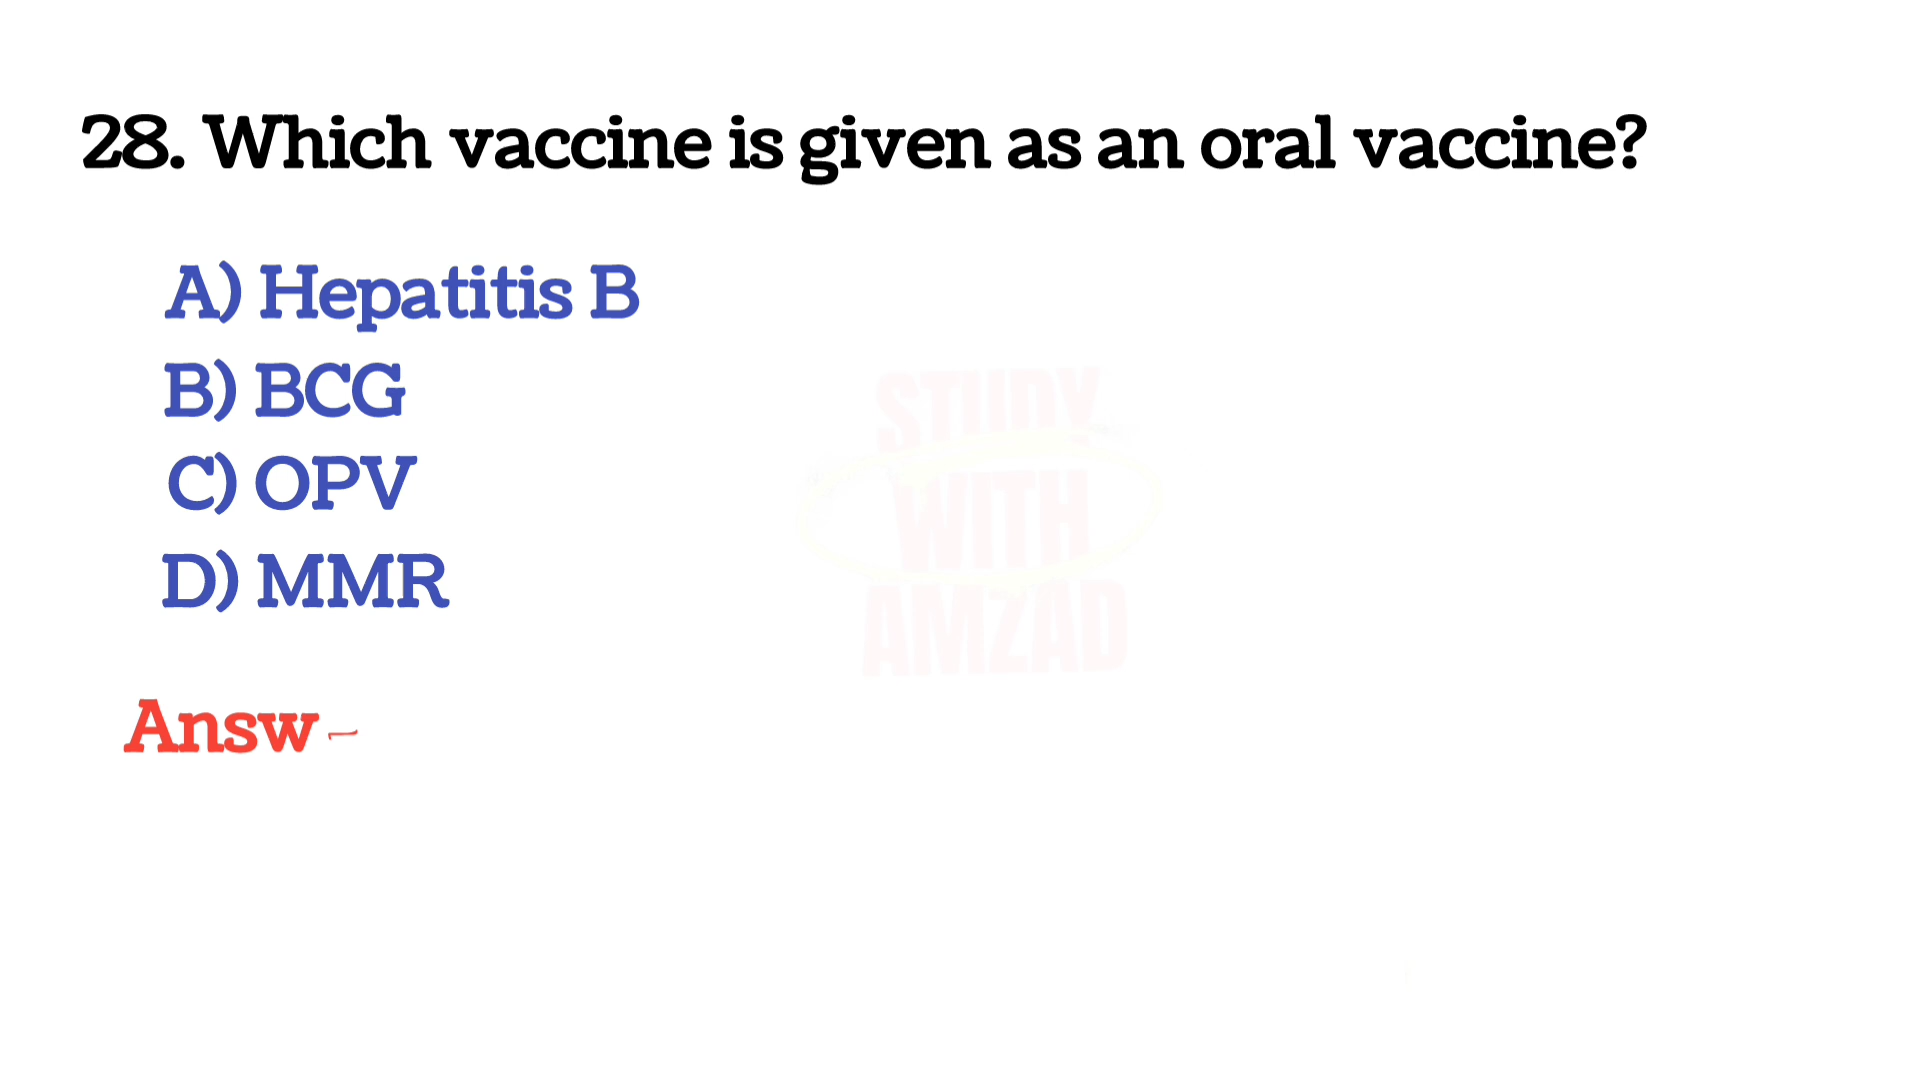 28. Which vaccine is given as an oral vaccine?
A) Hepatitis B
B) BCG
C) OPV
D) MMR
STUDY
WITH
AMZAD
Answ